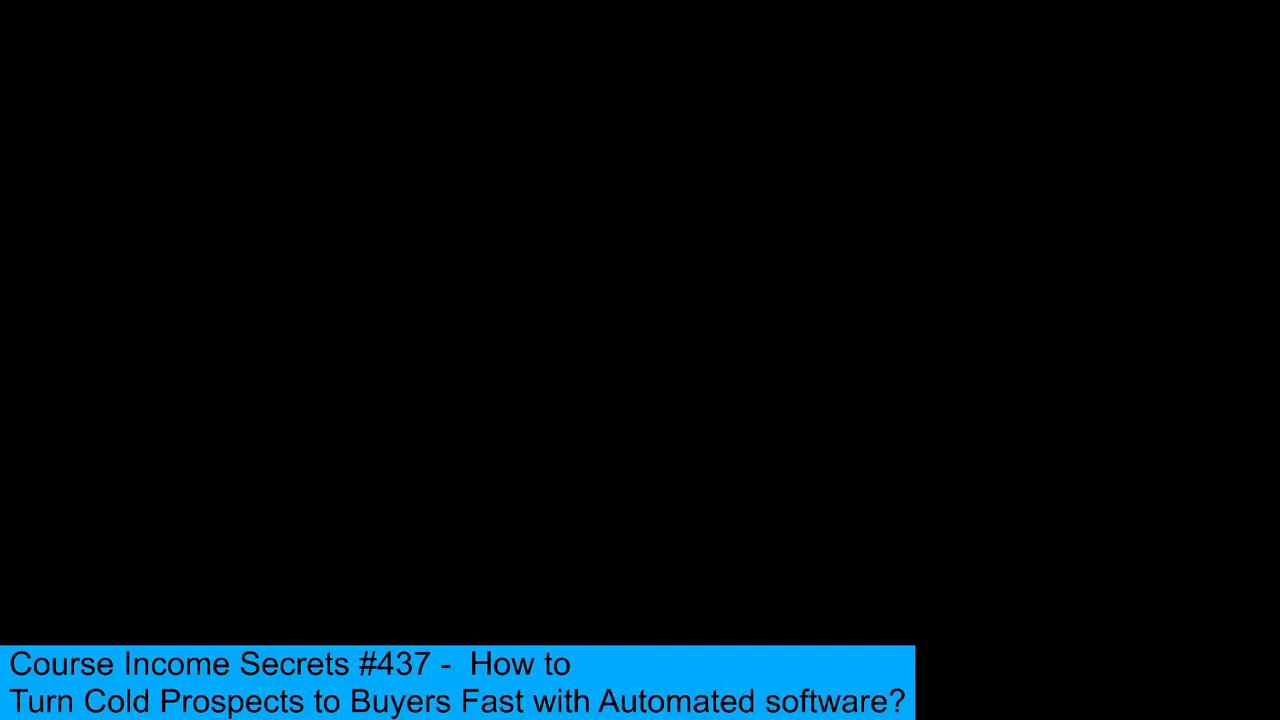 Course Income Secrets #437 -  How to
Turn Cold Prospects to Buyers Fast with Automated software?